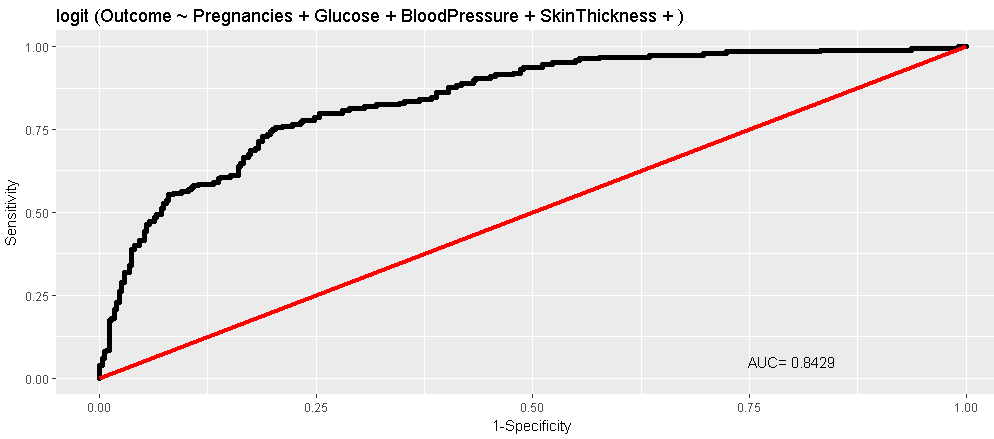 logit (Outcome ~ Pregnancies + Glucose + BloodPressure + SkinThickness + )
1.00
0.75
0.50
0.25
0.00
Sensitivity
AUC= 0.8429
0.00 0.25 0.50 0.75 1.00
1-Specificity